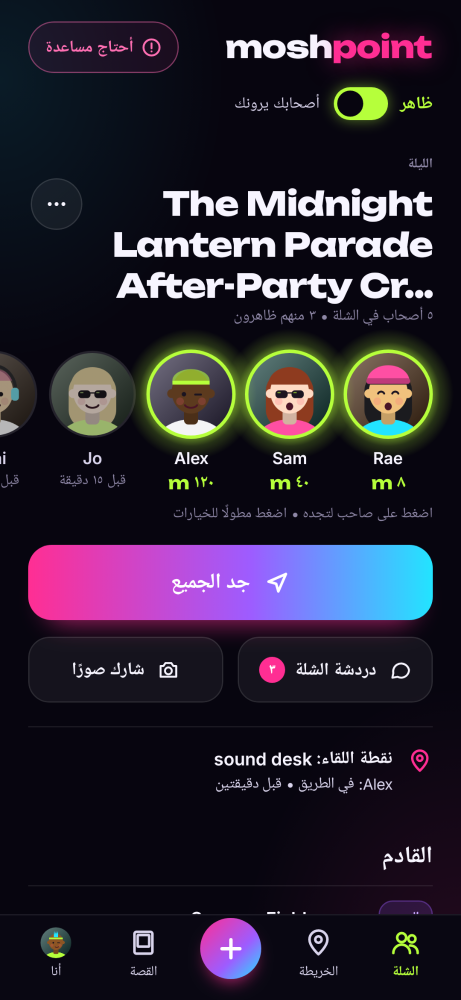 moshpoint
أحتاج مساعدة
ظاهر
أصحابك يرونك
الليلة
The Midnight
Lantern Parade
After-Party Cr...
٥ أصحاب في الشلة • ٣ منهم ظاهرون
Rae
٨ m
Sam
٤٠ m
Alex
١٢٠ m
Jo
قبل ١٥ دقيقة
قبل
اضغط على صاحب لتجده • اضغط مطولًا للخيارات
جد الجميع
دردشة الشلة ٣
شارك صورًا
نقطة اللقاء: sound desk
Alex: في الطريق • قبل دقيقتين
القادم
الشلة
الخريطة
القصة
أنا